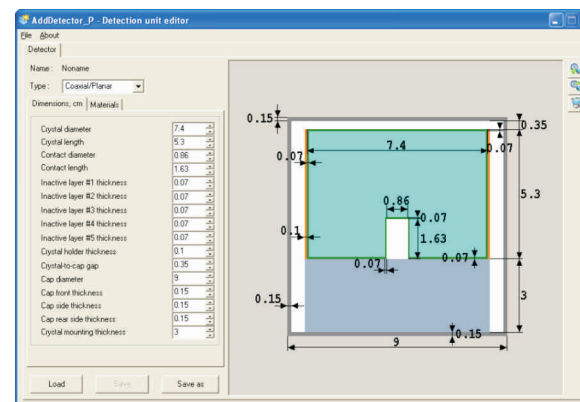 AddDetector_P - Detection unit editor
File About
Detector
Name: Noname
Type: Coaxial/Planar
Dimensions, cm Materials
Crystal diameter 7.4
Crystal length 5.3
Contact diameter 0.86
Contact length 1.63
Inactive layer #1 thickness 0.07
Inactive layer #2 thickness 0.07
Inactive layer #3 thickness 0.07
Inactive layer #4 thickness 0.07
Inactive layer #5 thickness 0.07
Crystal holder thickness 0.1
Crystal-to-cap gap 0.35
Cap diameter 9
Cap front thickness 0.15
Cap side thickness 0.15
Cap rear side thickness 0.15
Crystal mounting thickness 3
Load Save Save as
0.15
0.35
7.4
0.07
0.07
5.3
0.86
0.07
0.1
1.63
0.07
0.07
0.15
3
0.15
9